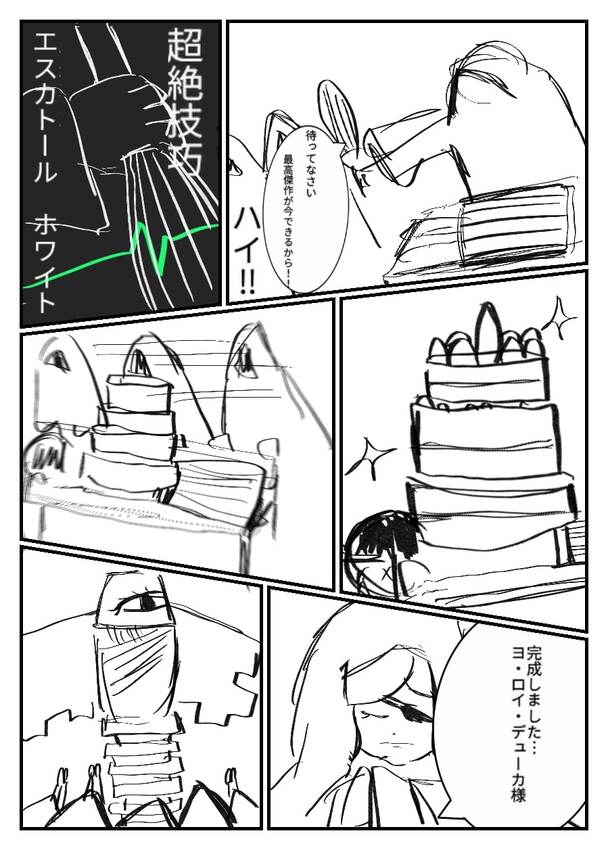 待ってなさい
最高傑作が今できるから!
ハイ!!
超絶技巧
エスカトール ホワイト
完成しました…
ヨ・ロイ・デューカ様